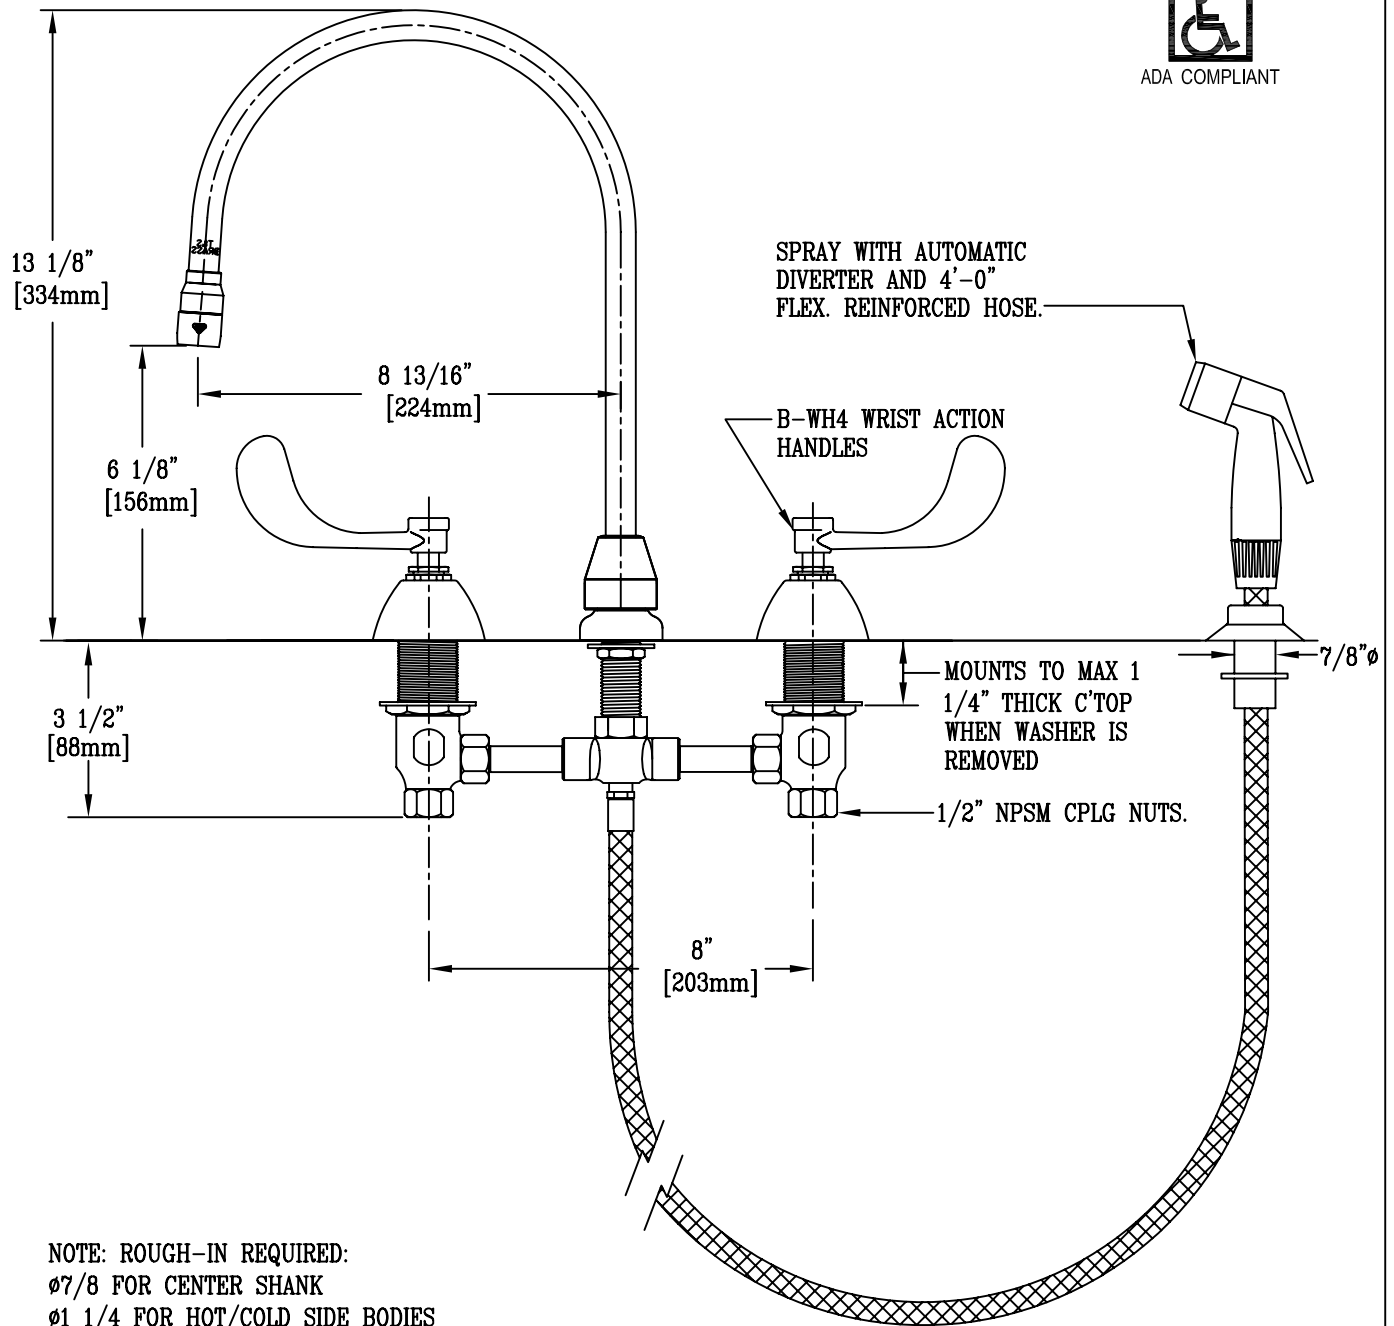 ADA COMPLIANT
13 1/8"
[334mm]
SPRAY WITH AUTOMATIC
DIVERTER AND 4'-0"
FLEX. REINFORCED HOSE.
8 13/16"
[224mm]
B-WH4 WRIST ACTION
HANDLES
6 1/8"
[156mm]
7/8"ø
MOUNTS TO MAX 1
1/4" THICK C'TOP
WHEN WASHER IS
REMOVED
3 1/2"
[88mm]
1/2" NPSM CPLG NUTS.
8"
[203mm]
NOTE: ROUGH-IN REQUIRED:
ø7/8 FOR CENTER SHANK
ø1 1/4 FOR HOT/COLD SIDE BODIES